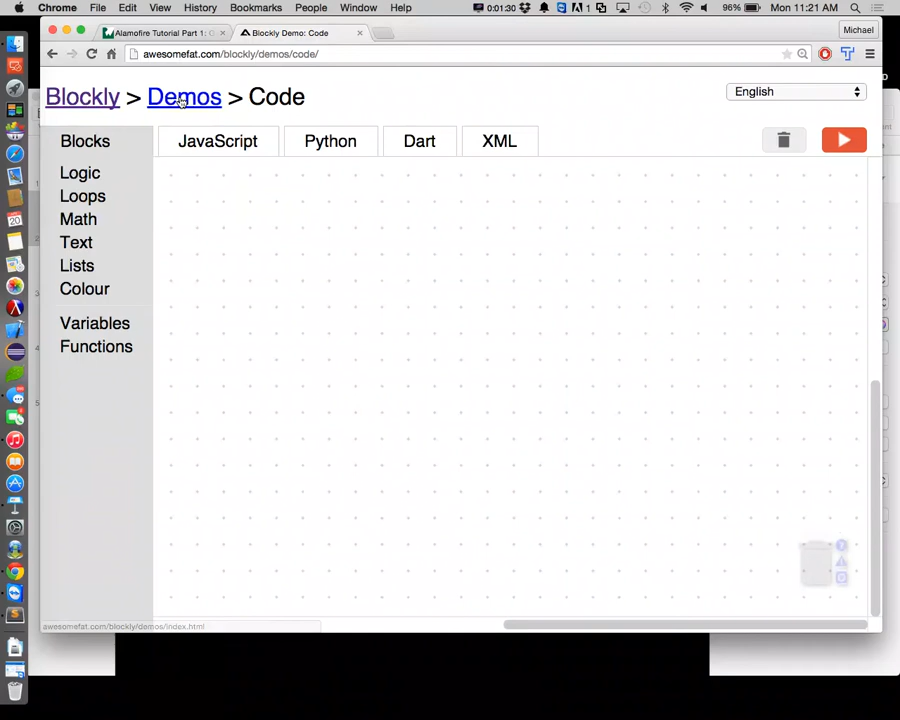 Chrome File Edit View History Bookmarks People Window Help 0:01:30 1 96% Mon 11:21 AM
Alamofire Tutorial Part 1: Blockly Demo: Code Michael
awesomefat.com/blockly/demos/code/
Blockly > Demos > Code English
Blocks JavaScript Python Dart XML
Logic
Loops
Math
Text
Lists
Colour
Variables
Functions
awesomefat.com/blockly/demos/index.html